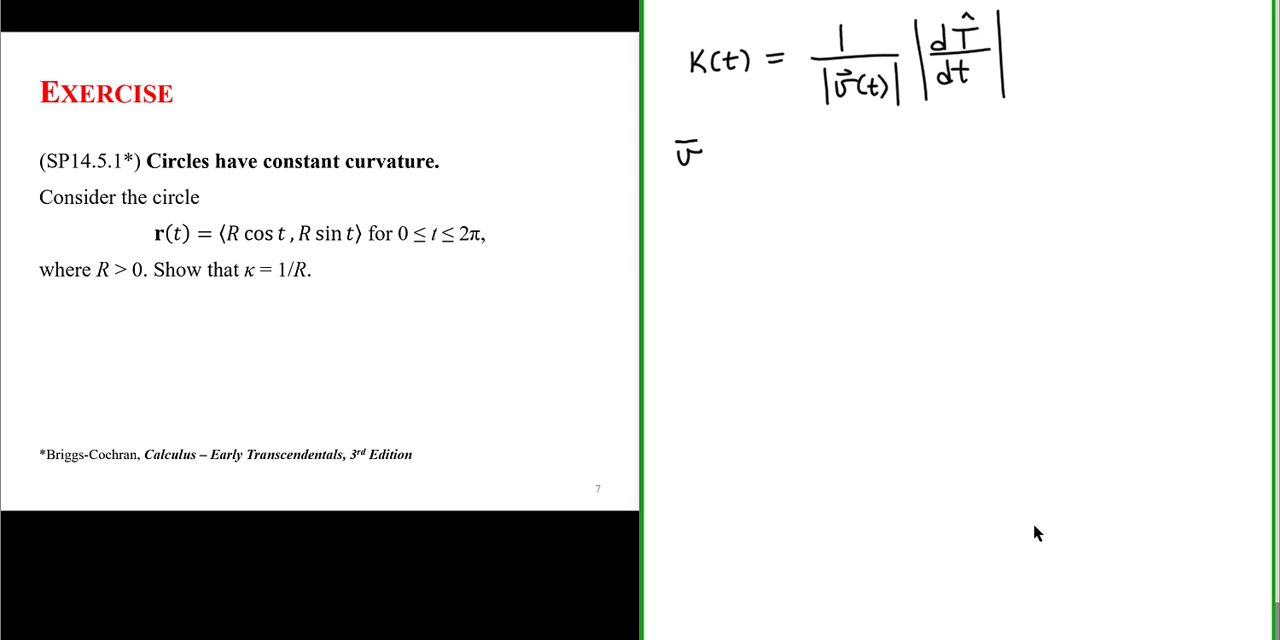 EXERCISE
(SP14.5.1*) Circles have constant curvature.
Consider the circle
r(t) = ⟨R cos t , R sin t⟩ for 0 ≤ t ≤ 2π,
where R > 0. Show that κ = 1/R.
*Briggs-Cochran, Calculus – Early Transcendentals, 3rd Edition
7
K(t) = 1/|v⃗(t)| |dT̂/dt|
v̄